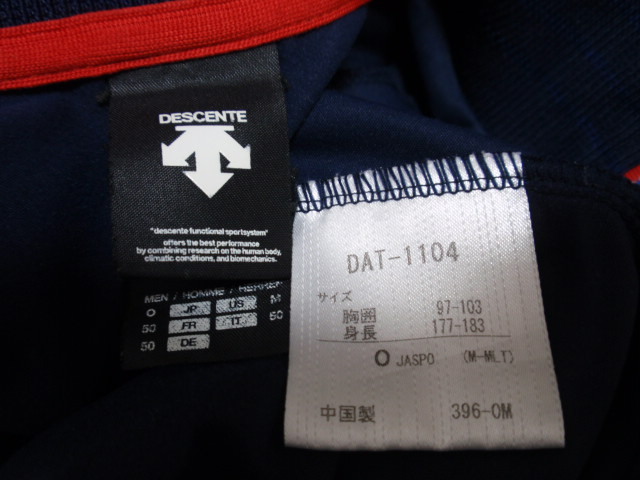 DESCENTE
"descente functional sportsystem"
offers the best performance
by combining research on the human body,
climatic conditions, and biomechanics.
MEN / HOMME / HERREN
O JP US M
50 FR IT 50
50 DE
DAT-1104
サイズ
胸囲 97-103
身長 177-183
O JASPO (M-MLT)
中国製 396-0M